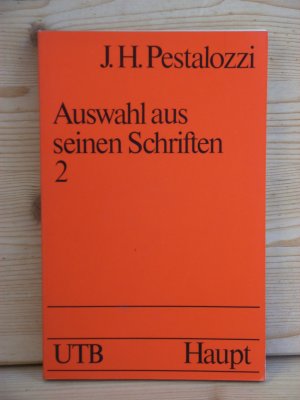 J. H. Pestalozzi
Auswahl aus
seinen Schriften
2
UTB Haupt